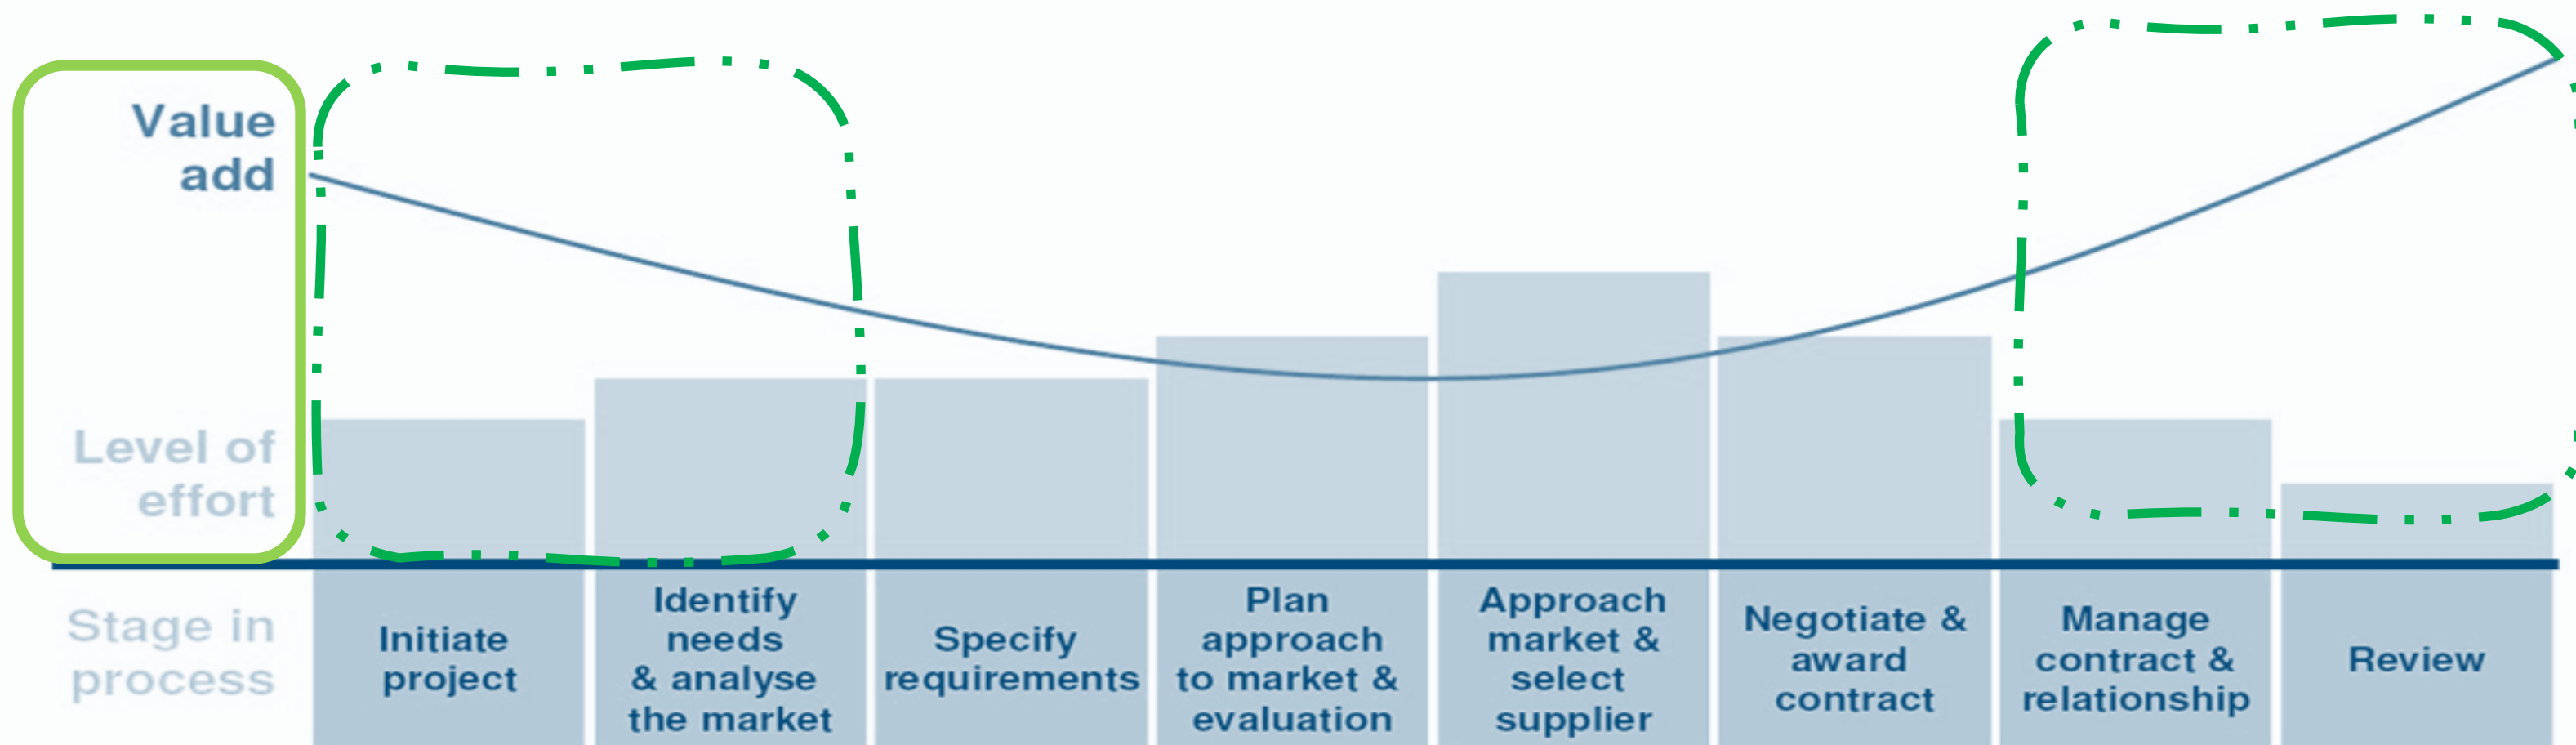 Value
add
Level of
effort
Stage in
process
Initiate
project
Identify
needs
& analyse
the market
Specify
requirements
Plan
approach
to market &
evaluation
Approach
market &
select
supplier
Negotiate &
award
contract
Manage
contract &
relationship
Review